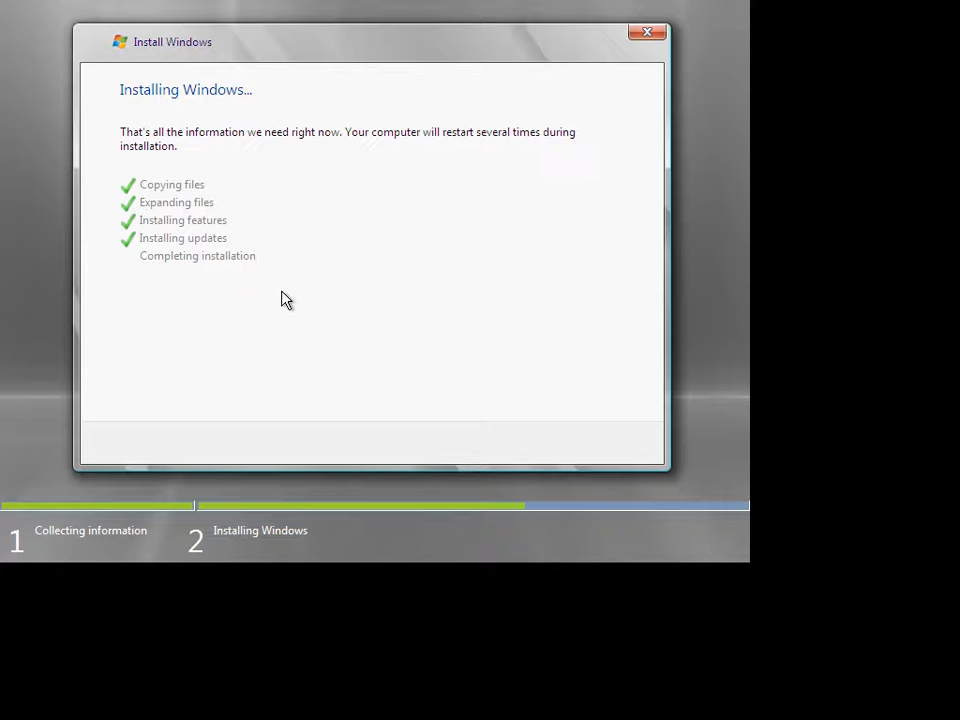 Install Windows
Installing Windows...
That's all the information we need right now. Your computer will restart several times during
installation.
Copying files
Expanding files
Installing features
Installing updates
Completing installation
1 Collecting information
2 Installing Windows